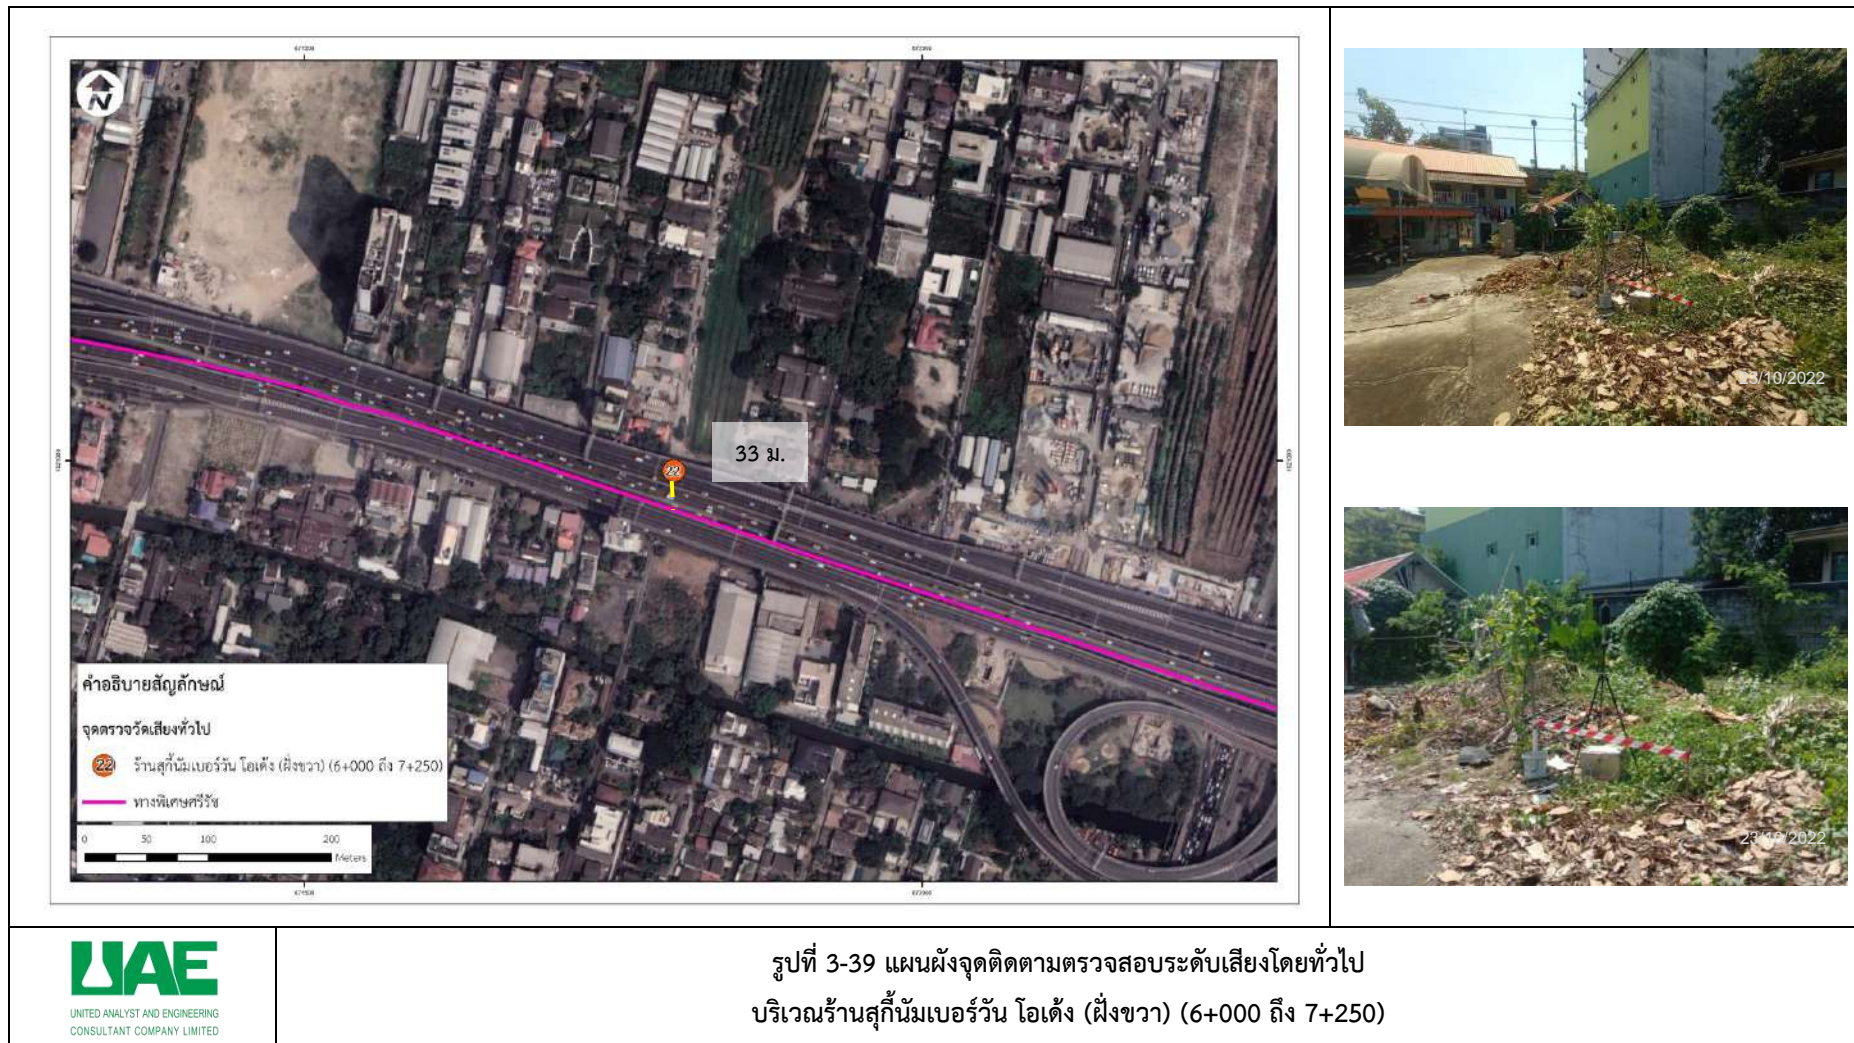 N
33 ม.
22
คำอธิบายสัญลักษณ์
จุดตรวจวัดเสียงทั่วไป
22 ร้านสุกี้นัมเบอร์วัน โอเด้ง (ฝั่งขวา) (6+000 ถึง 7+250)
ทางพิเศษศรีรัช
0 50 100 200
Meters
23/10/2022
23/10/2022
UAE
UNITED ANALYST AND ENGINEERING
CONSULTANT COMPANY LIMITED
รูปที่ 3-39 แผนผังจุดติดตามตรวจสอบระดับเสียงโดยทั่วไป
บริเวณร้านสุกี้นัมเบอร์วัน โอเด้ง (ฝั่งขวา) (6+000 ถึง 7+250)